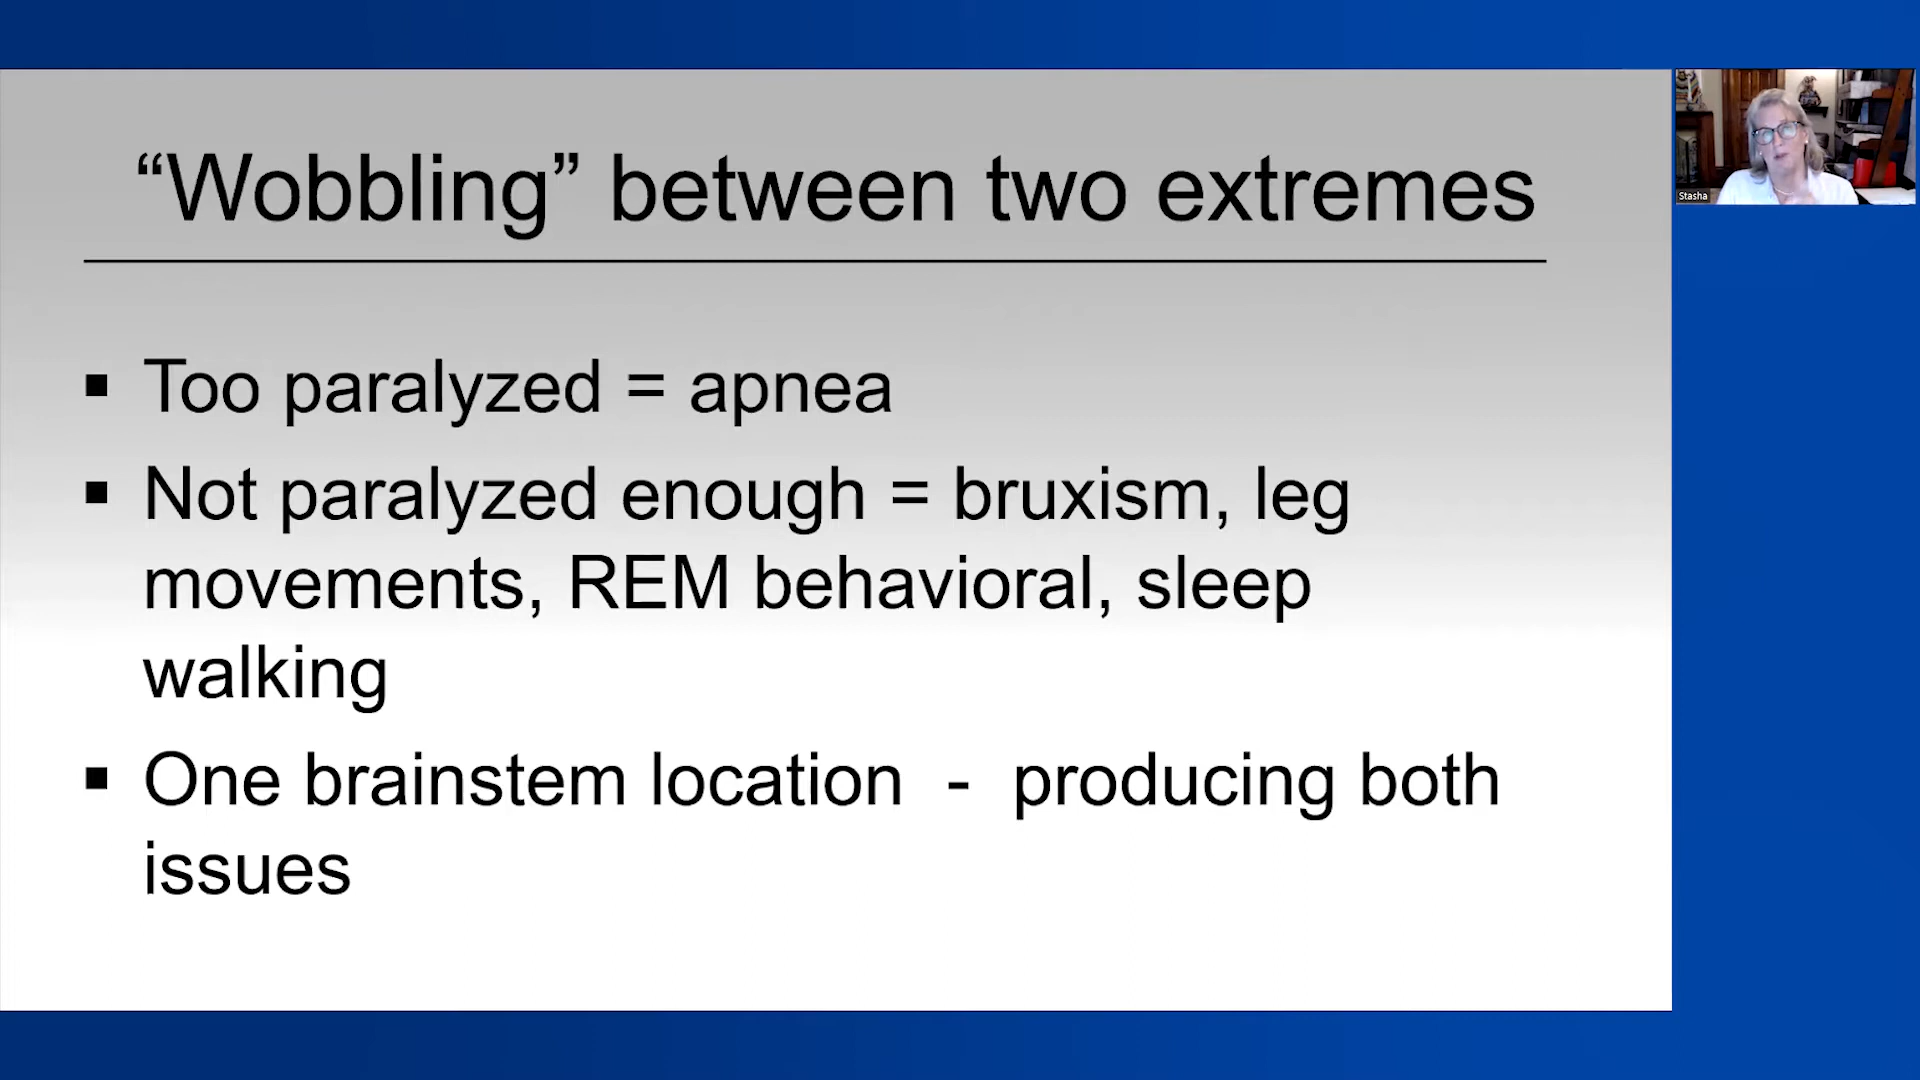 “Wobbling” between two extremes
▪ Too paralyzed = apnea
▪ Not paralyzed enough = bruxism, leg
movements, REM behavioral, sleep
walking
▪ One brainstem location - producing both
issues
Stasha